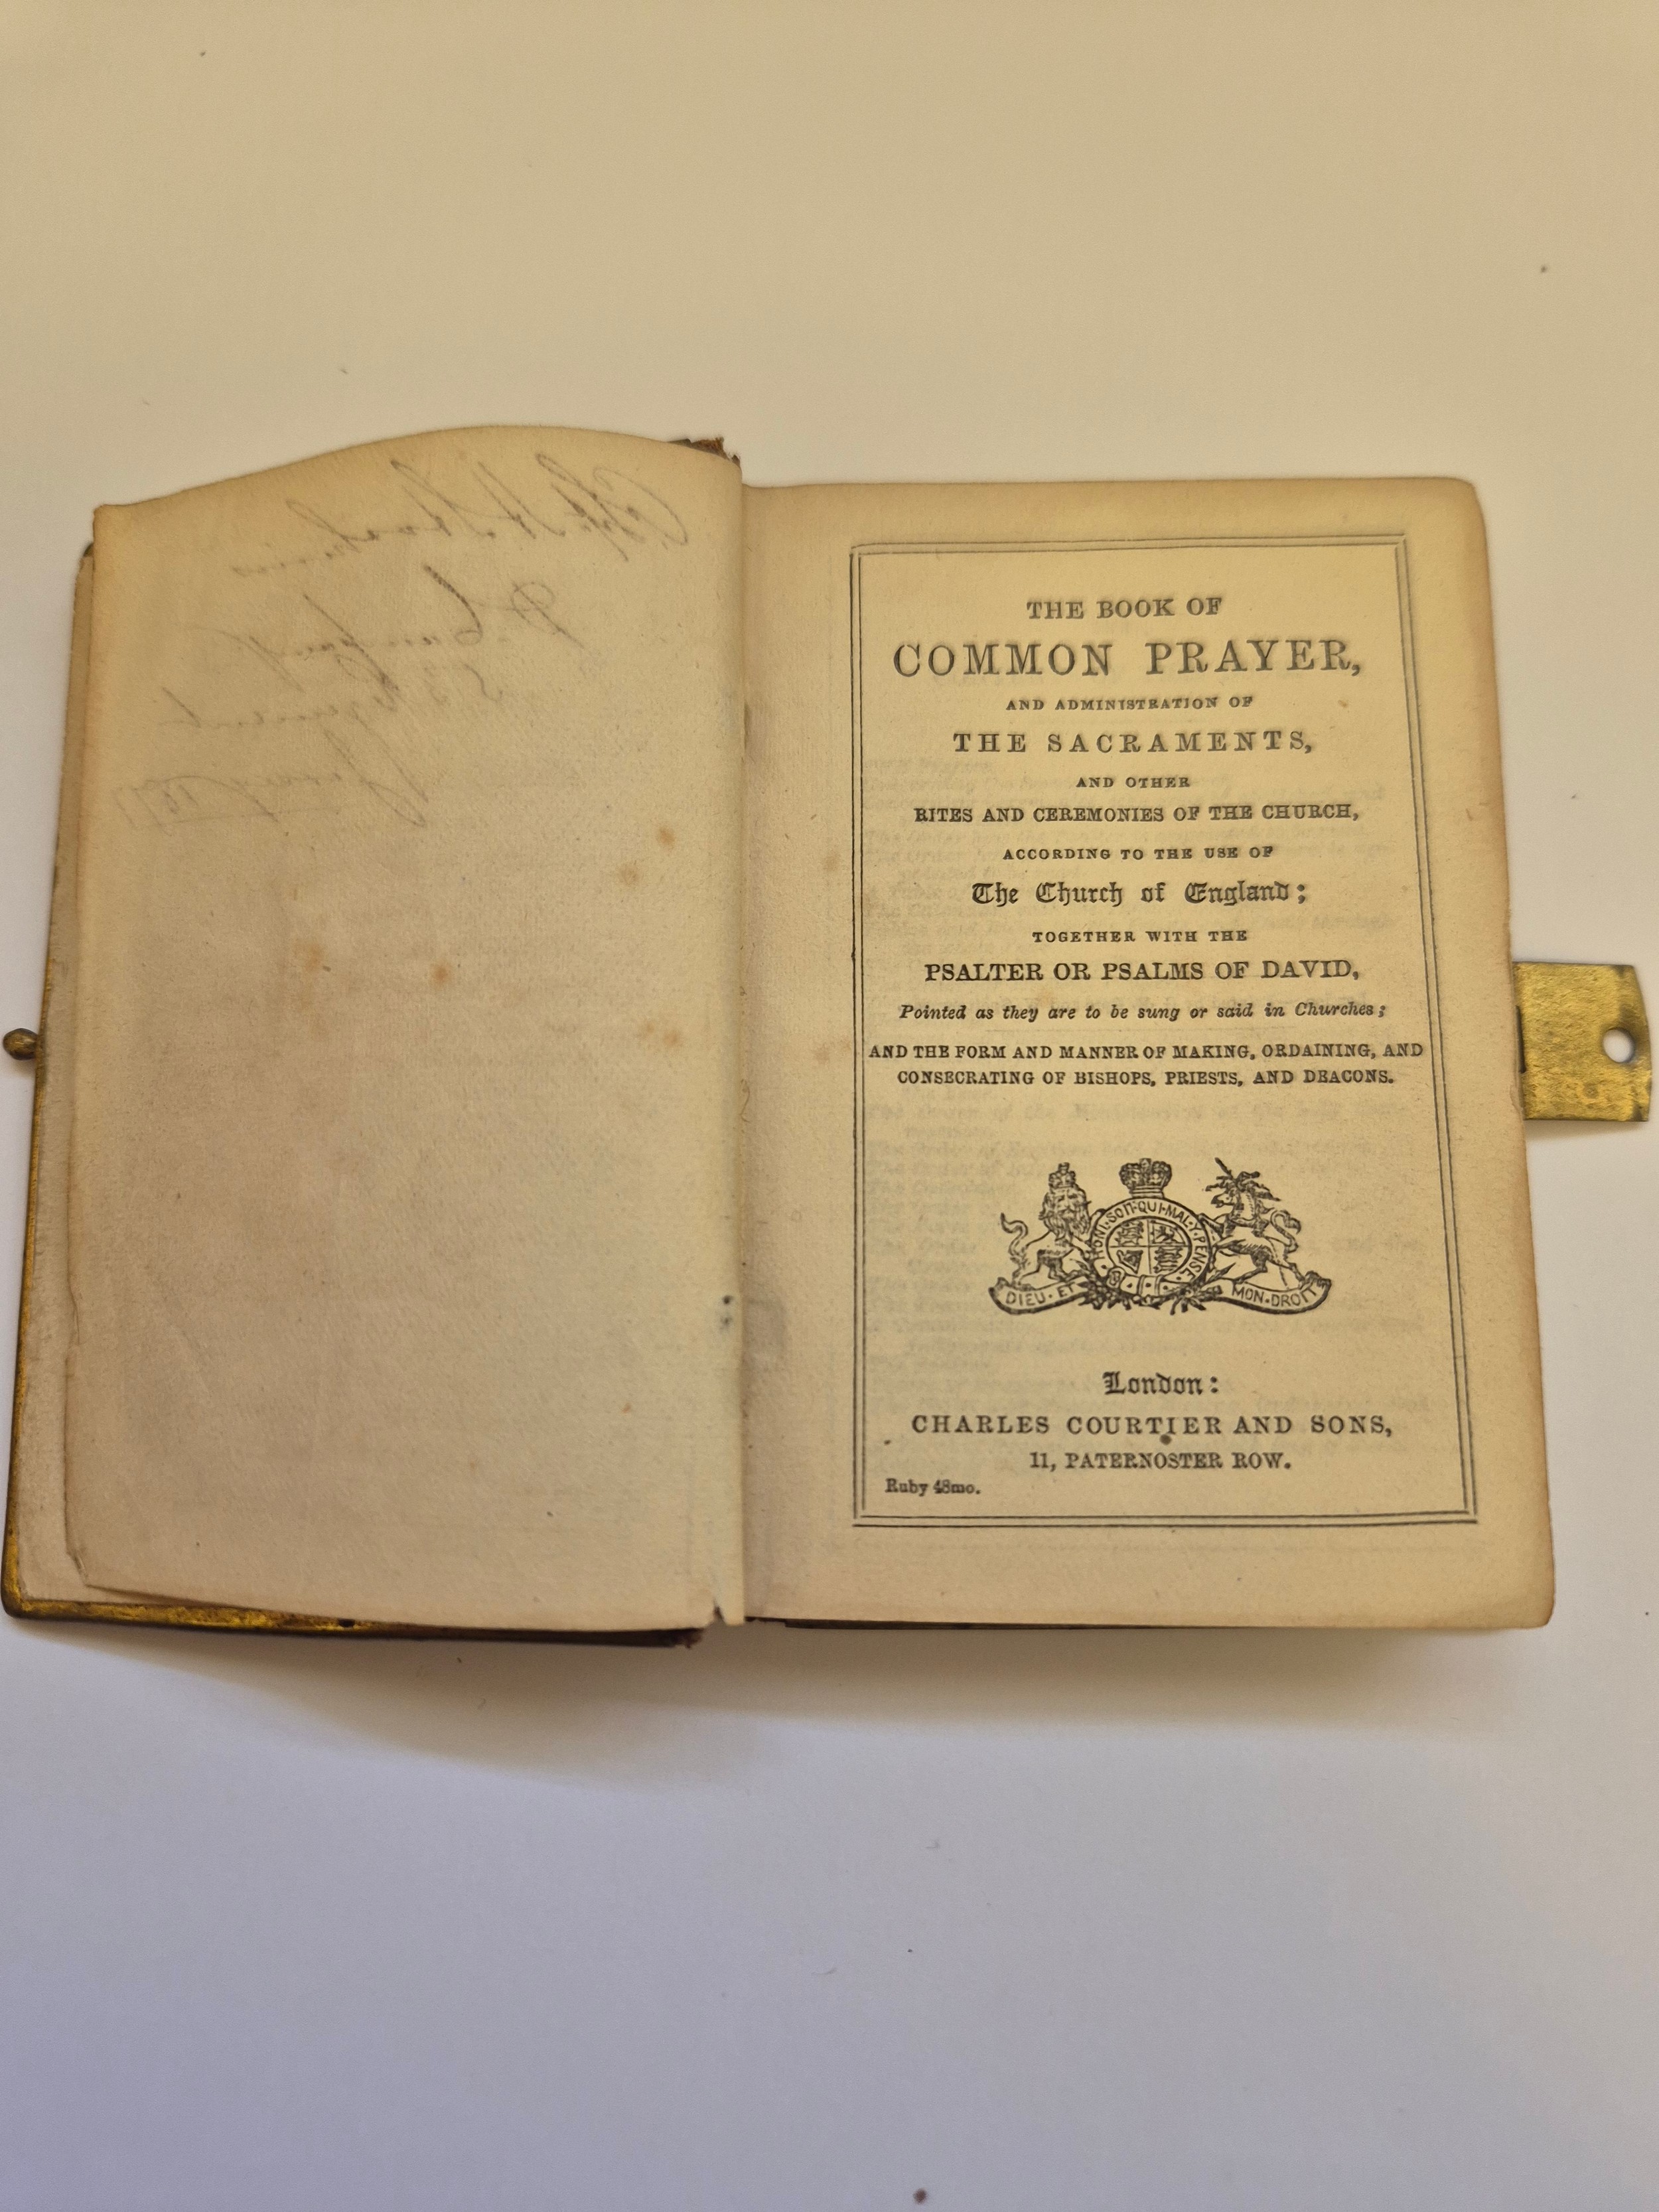 THE BOOK OF
COMMON PRAYER,
AND ADMINISTRATION OF
THE SACRAMENTS,
AND OTHER
RITES AND CEREMONIES OF THE CHURCH,
ACCORDING TO THE USE OF
The Church of England;
TOGETHER WITH THE
PSALTER OR PSALMS OF DAVID,
Pointed as they are to be sung or said in Churches;
AND THE FORM AND MANNER OF MAKING, ORDAINING, AND
CONSECRATING OF BISHOPS, PRIESTS, AND DEACONS.
HONI·SOIT·QUI·MAL·Y·PENSE
DIEU·ET MON·DROIT
London:
CHARLES COURTIER AND SONS,
11, PATERNOSTER ROW.
Ruby 48mo.